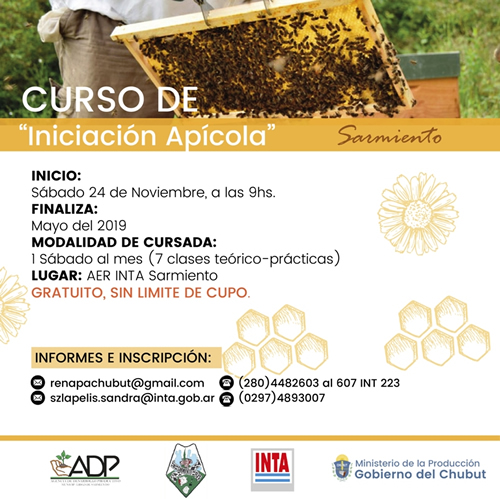 CURSO DE
“Iniciación Apícola”
Sarmiento
INICIO:
Sábado 24 de Noviembre, a las 9hs.
FINALIZA:
Mayo del 2019
MODALIDAD DE CURSADA:
1 Sábado al mes (7 clases teórico-prácticas)
LUGAR: AER INTA Sarmiento
GRATUITO, SIN LIMITE DE CUPO.
INFORMES E INSCRIPCIÓN:
renapachubut@gmail.com (280)4482603 al 607 INT 223
szlapelis.sandra@inta.gob.ar (0297)4893007
ADP
INTA
Ministerio de la Producción
Gobierno del Chubut